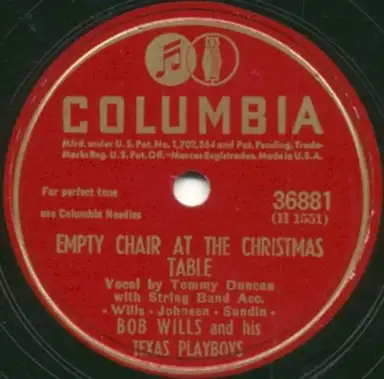 COLUMBIA
Mfrd. under U.S. Pat. No. 1,702,564 and Pat. Pending, Trade-
Marks Reg. U.S. Pat. Off.-Marcas Registradas. Made in U.S.A.
For perfect tone
use Columbia Needles
36881
(H 1551)
EMPTY CHAIR AT THE CHRISTMAS
TABLE
Vocal by Tommy Duncan
with String Band Acc.
- Wills - Johnsen - Sundin -
BOB WILLS and his
TEXAS PLAYBOYS